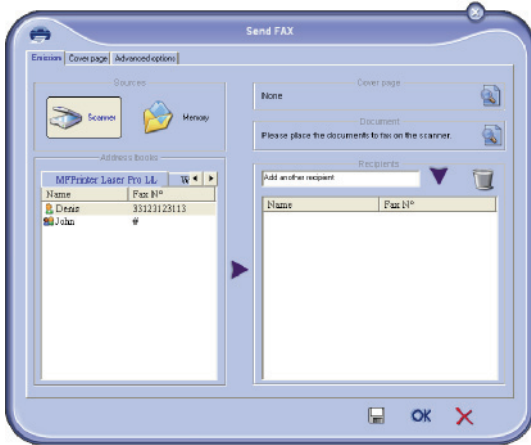 Send FAX
Emission Cover page Advanced options
Sources
Scanner Memory
Address books
MFPrinter Laser Pro LL W
Name Fax N°
Denis 33123123113
John #
Cover page
None
Document
Please place the documents to fax on the scanner.
Recipients
Add another recipient
Name Fax N°
OK